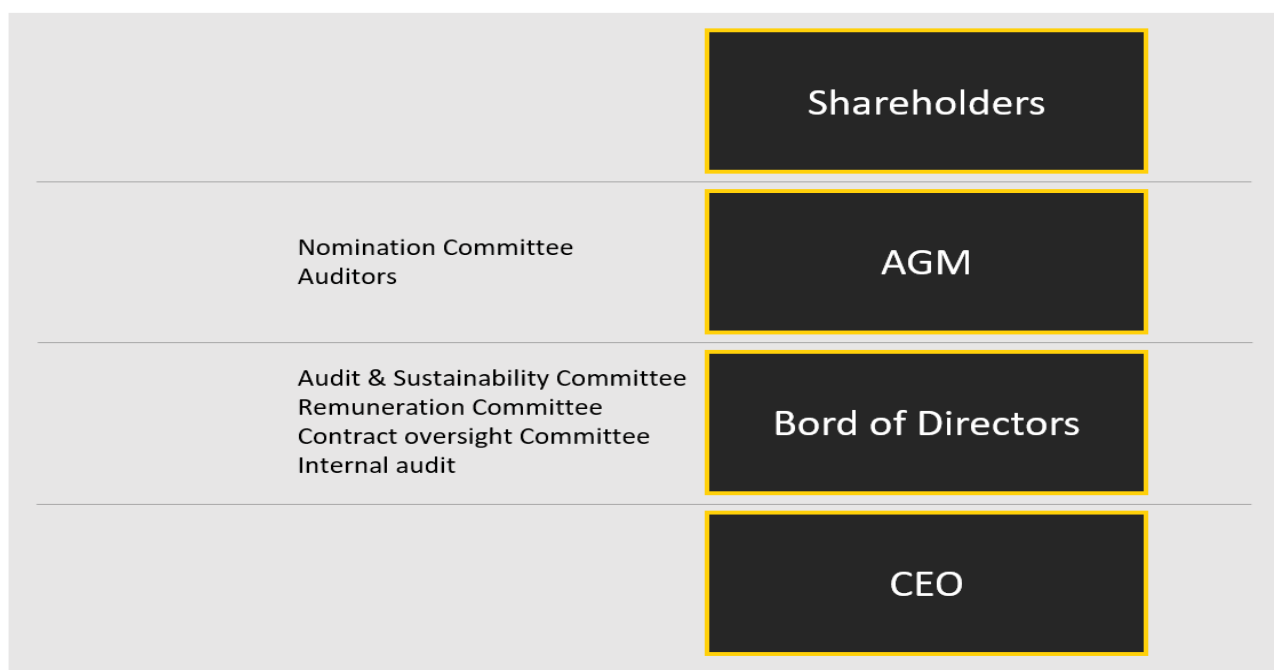 Shareholders
Nomination Committee
Auditors
AGM
Audit & Sustainability Committee
Remuneration Committee
Contract oversight Committee
Internal audit
Bord of Directors
CEO